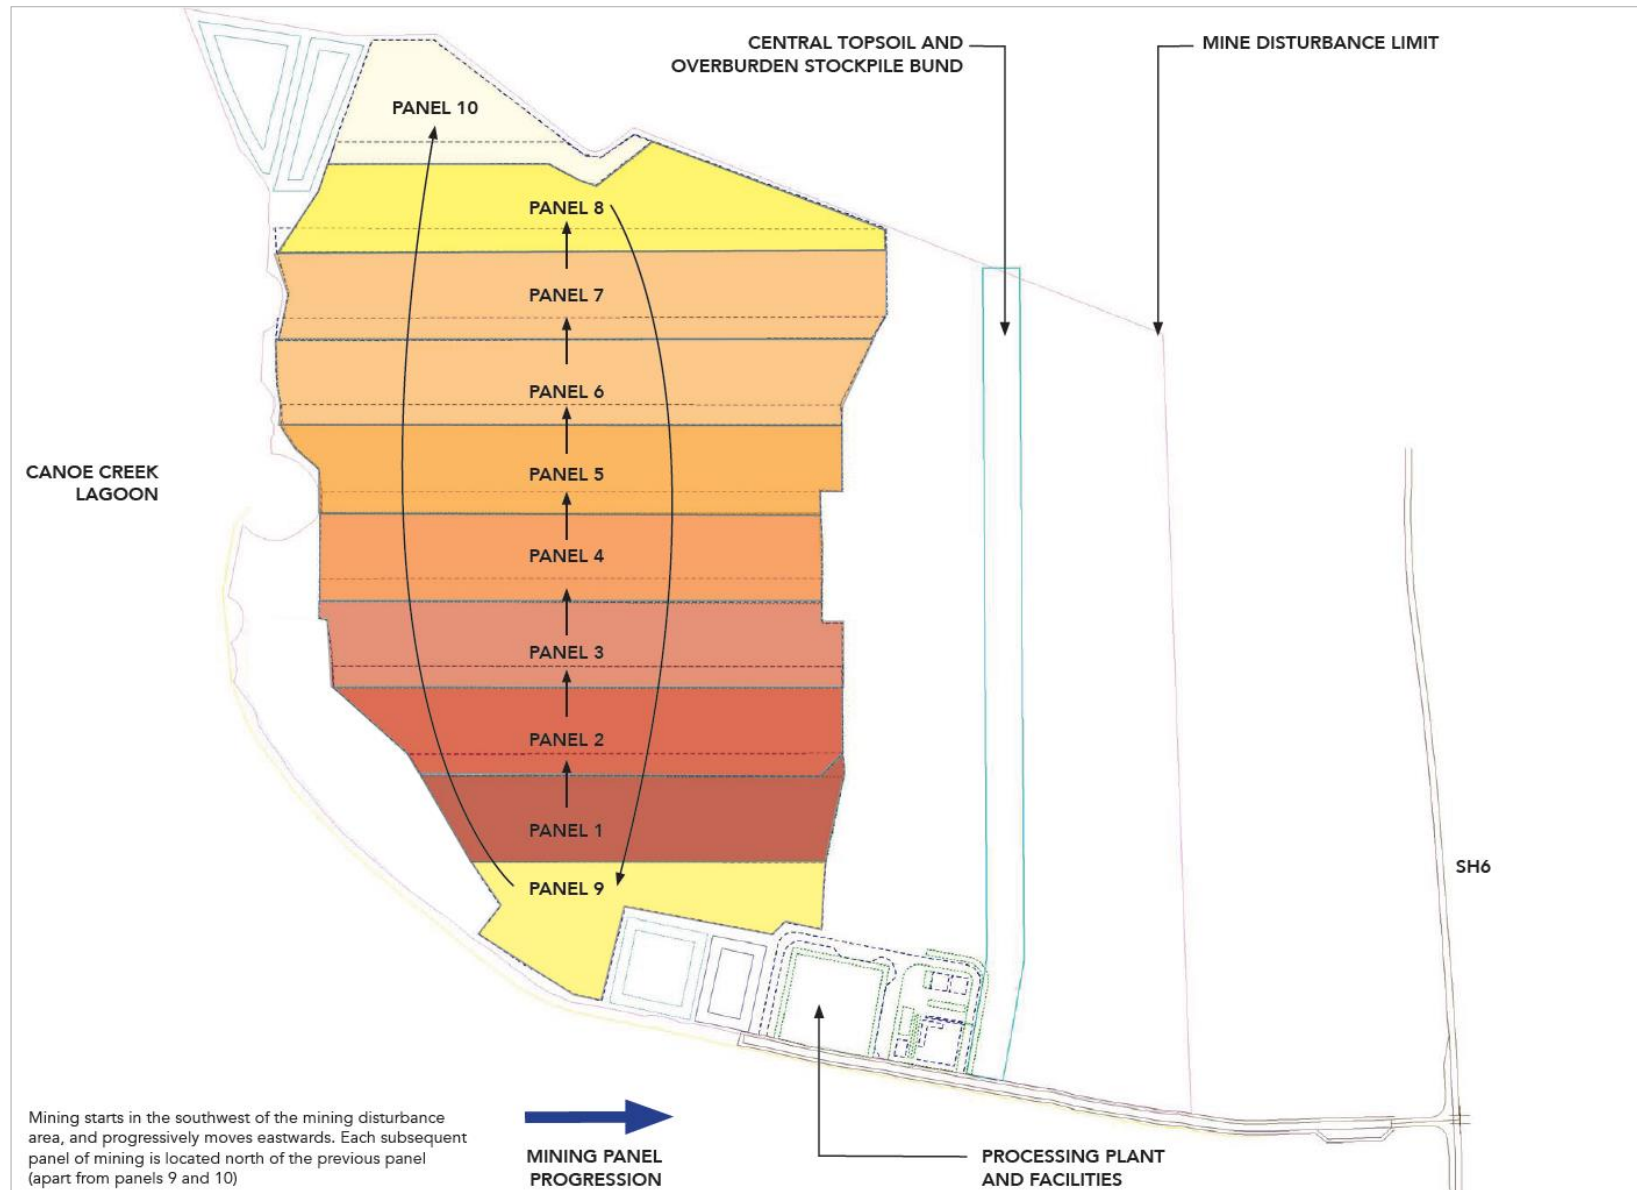 CENTRAL TOPSOIL AND
OVERBURDEN STOCKPILE BUND
MINE DISTURBANCE LIMIT
PANEL 10
PANEL 8
PANEL 7
PANEL 6
CANOE CREEK
LAGOON
PANEL 5
PANEL 4
PANEL 3
PANEL 2
PANEL 1
SH6
PANEL 9
Mining starts in the southwest of the mining disturbance
area, and progressively moves eastwards. Each subsequent
panel of mining is located north of the previous panel
(apart from panels 9 and 10)
MINING PANEL
PROGRESSION
PROCESSING PLANT
AND FACILITIES